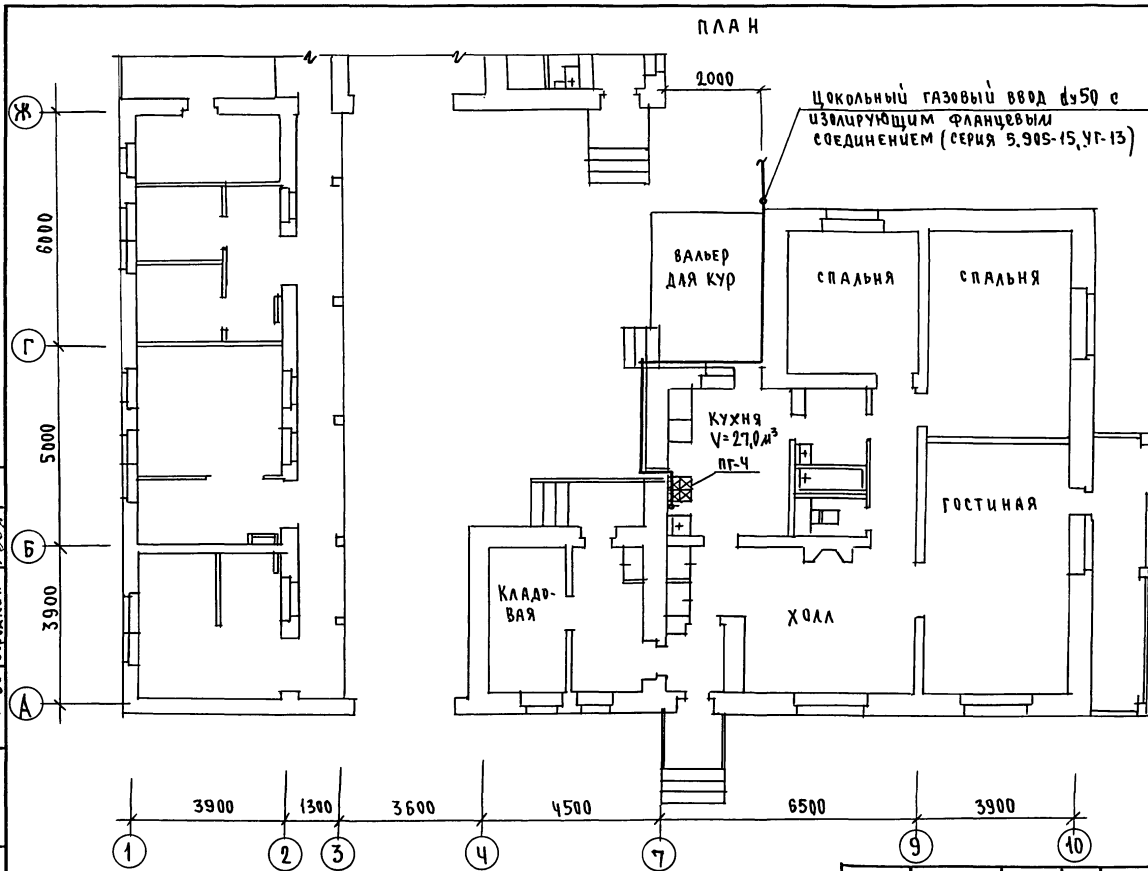 ПЛАН
2000
ЦОКОЛЬНЫЙ ГАЗОВЫЙ ВВОД dу50 с
ИЗОЛИРУЮЩИМ ФЛАНЦЕВЫМ
СОЕДИНЕНИЕМ (СЕРИЯ 5.905-15, УГ-13)
Ж
6000
ВАЛЬЕР
ДЛЯ КУР
СПАЛЬНЯ
СПАЛЬНЯ
Г
5000
КУХНЯ
V=27,0 м³
ПГ-4
ГОСТИНАЯ
Б
3900
КЛАДО-
ВАЯ
ХОЛЛ
А
3900
1300
3600
4500
6500
3900
1
2
3
4
7
9
10